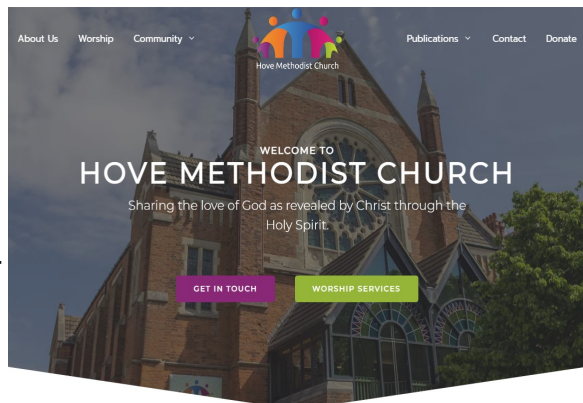 About Us Worship Community Publications Contact Donate
Hove Methodist Church
WELCOME TO
HOVE METHODIST CHURCH
Sharing the love of God as revealed by Christ through the
Holy Spirit.
GET IN TOUCH WORSHIP SERVICES